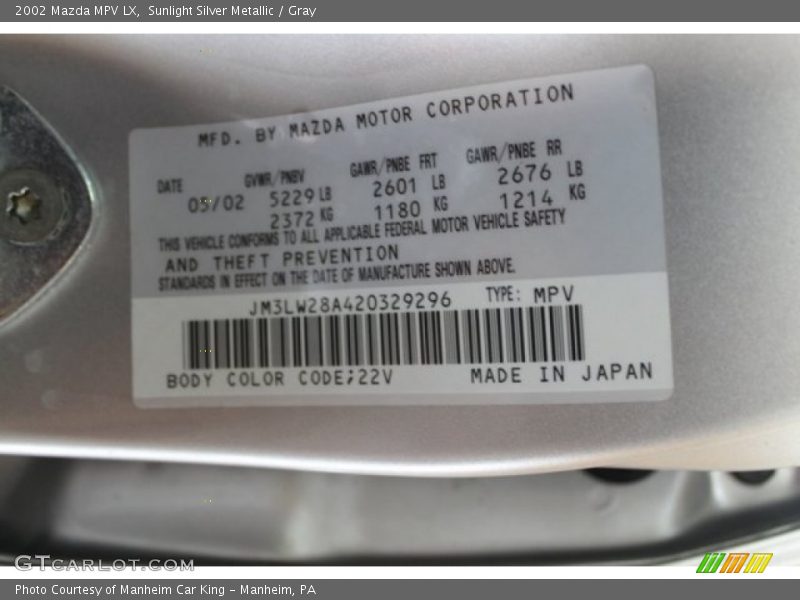 2002 Mazda MPV LX,  Sunlight Silver Metallic / Gray
MFD. BY MAZDA MOTOR CORPORATION
DATE GVWR/PNBV GAWR/PNBE FRT GAWR/PNBE RR
05/02 5229 LB 2601 LB 2676 LB
2372 KG 1180 KG 1214 KG
THIS VEHICLE CONFORMS TO ALL APPLICABLE FEDERAL MOTOR VEHICLE SAFETY
AND THEFT PREVENTION
STANDARDS IN EFFECT ON THE DATE OF MANUFACTURE SHOWN ABOVE.
JM3LW28A420329296 TYPE: MPV
BODY COLOR CODE;22V MADE IN JAPAN
GTCARLOT.COM
Photo Courtesy of Manheim Car King - Manheim, PA